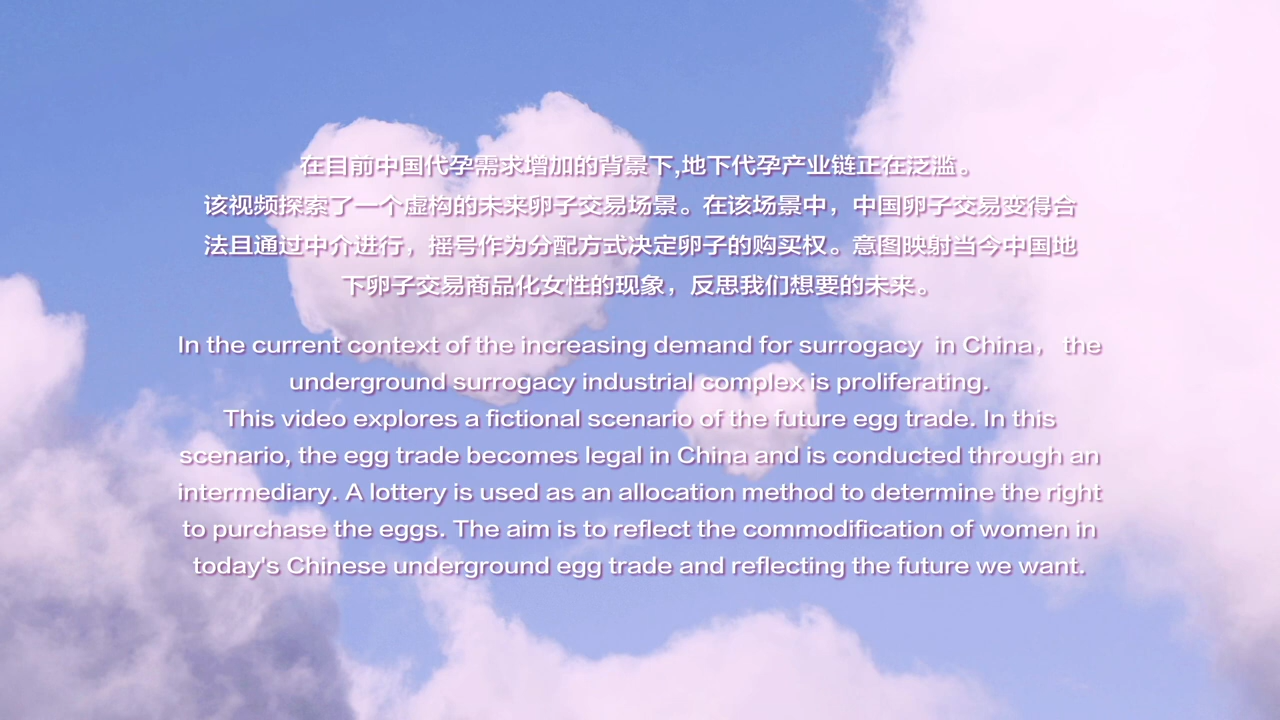 在目前中国代孕需求增加的背景下,地下代孕产业链正在泛滥。
该视频探索了一个虚构的未来卵子交易场景。在该场景中，中国卵子交易变得合
法且通过中介进行，摇号作为分配方式决定卵子的购买权。意图映射当今中国地
下卵子交易商品化女性的现象，反思我们想要的未来。
In the current context of the increasing demand for surrogacy  in China， the
underground surrogacy industrial complex is proliferating.
This video explores a fictional scenario of the future egg trade. In this
scenario, the egg trade becomes legal in China and is conducted through an
intermediary. A lottery is used as an allocation method to determine the right
to purchase the eggs. The aim is to reflect the commodification of women in
today's Chinese underground egg trade and reflecting the future we want.